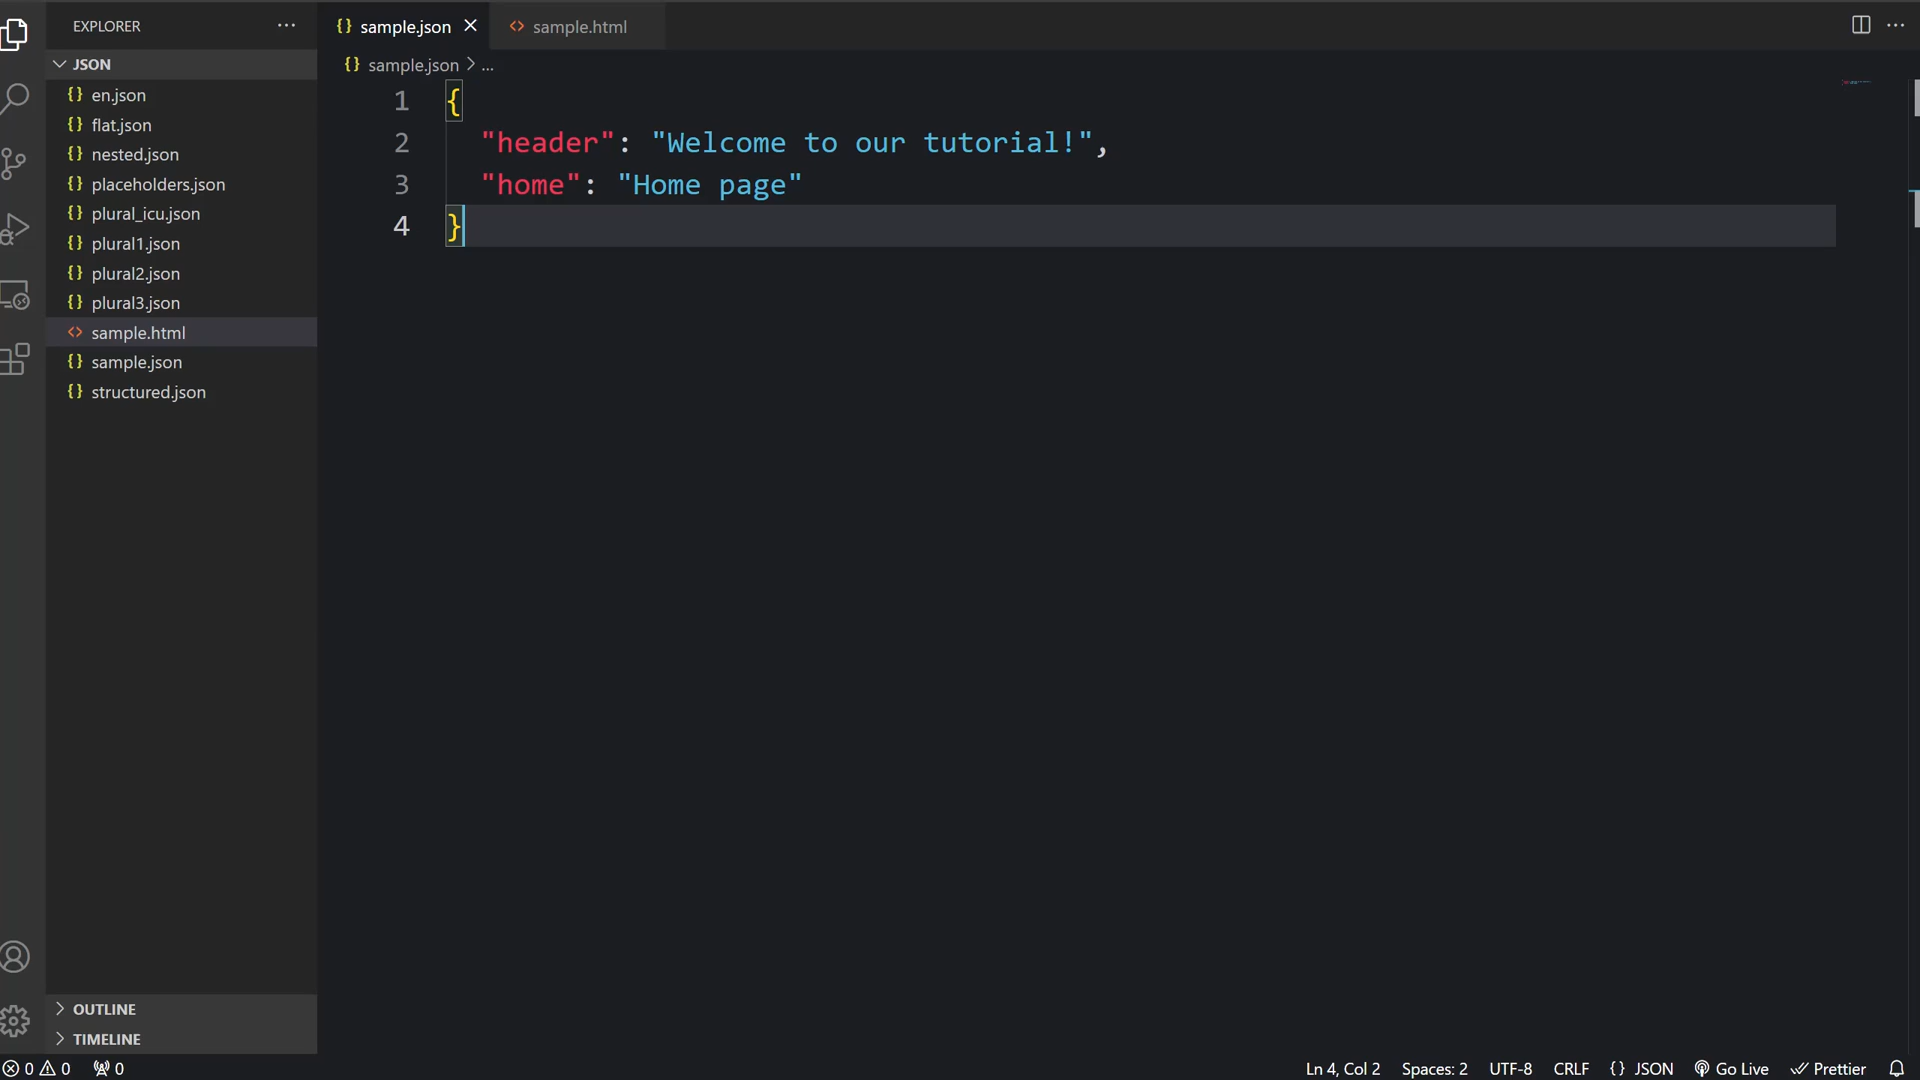 EXPLORER
JSON
en.json
flat.json
nested.json
placeholders.json
plural_icu.json
plural1.json
plural2.json
plural3.json
sample.html
sample.json
structured.json
OUTLINE
TIMELINE
sample.json
sample.html
sample.json > ...
1 {
2 "header": "Welcome to our tutorial!",
3 "home": "Home page"
4 }
0 0 0 Ln 4, Col 2 Spaces: 2 UTF-8 CRLF {} JSON Go Live Prettier